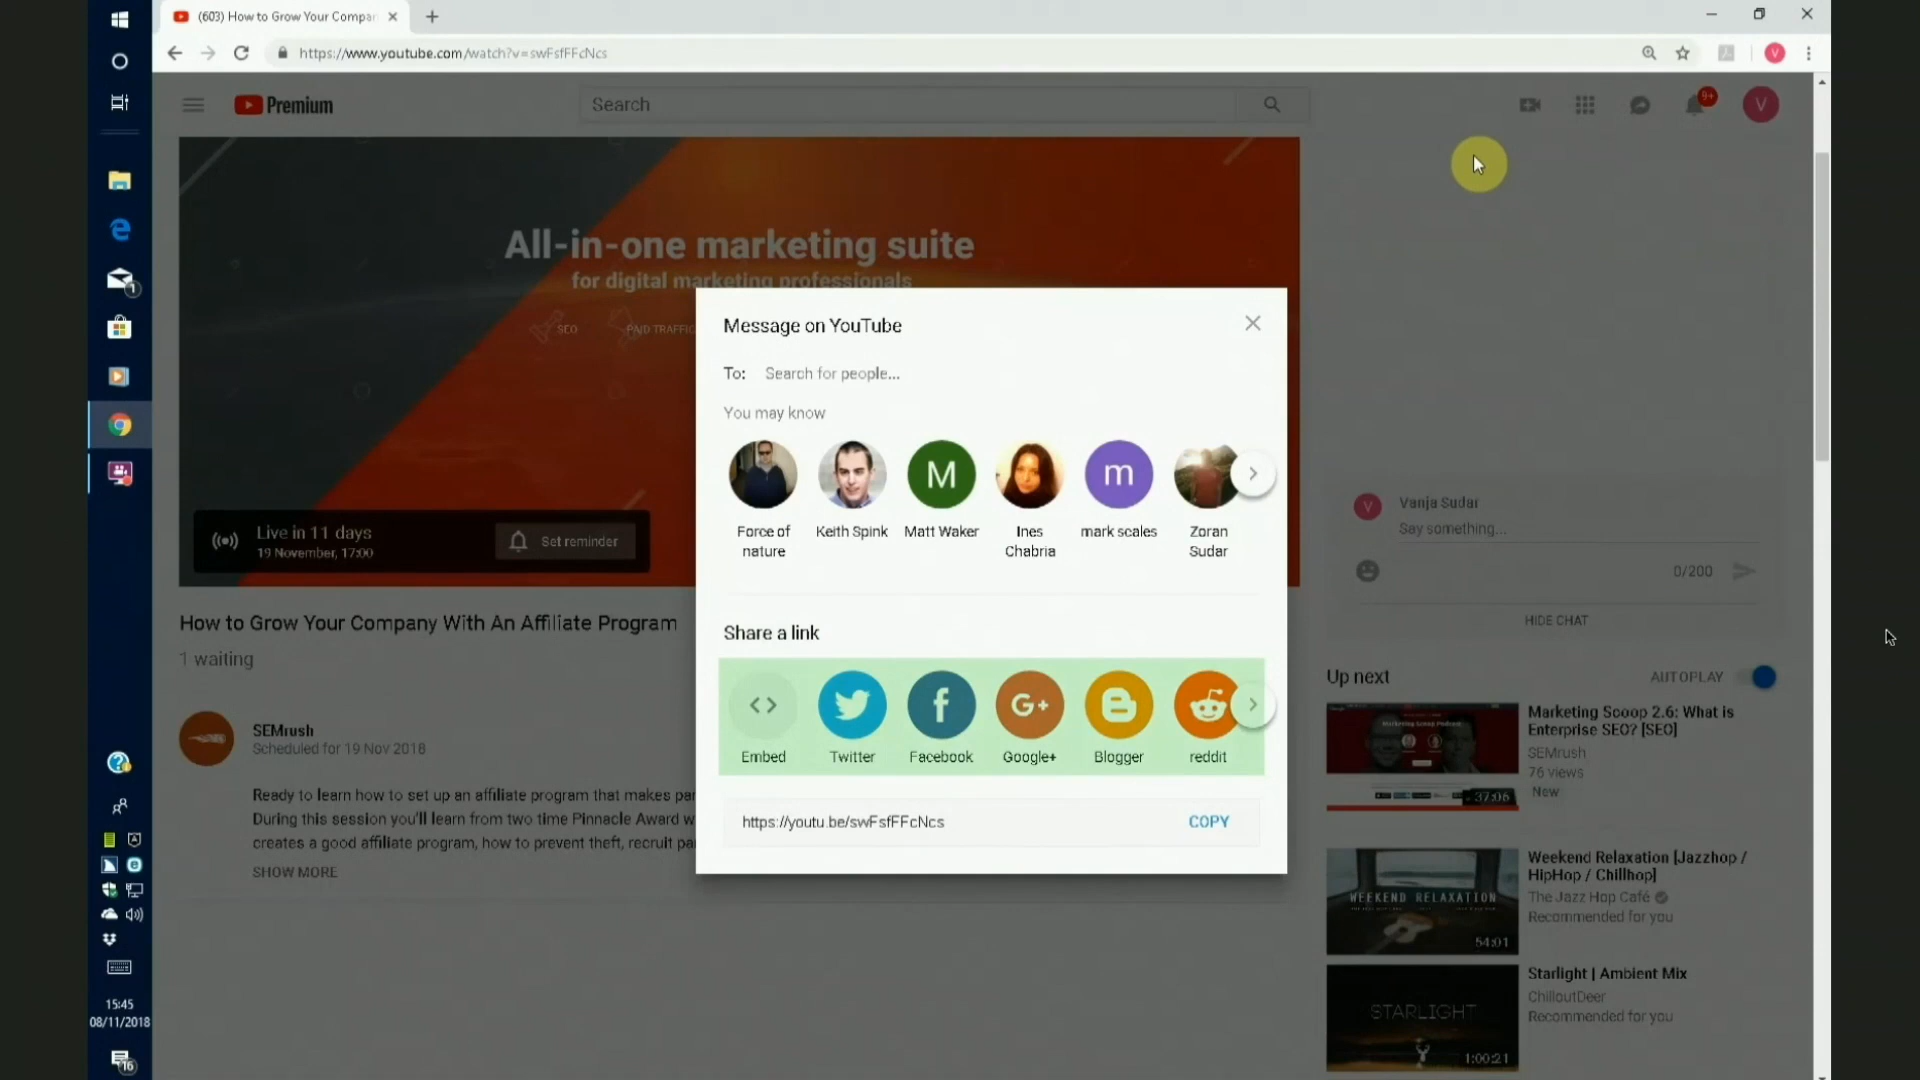 (603) How to Grow Your Compan
https://www.youtube.com/watch?v=swFsfFFcNcs
Premium
Search
9+
V
All-in-one marketing suite
for digital marketing professionals
SEO
PAID TRAFFIC
Live in 11 days
19 November, 17:00
Set reminder
How to Grow Your Company With An Affiliate Program
1 waiting
SEMrush
Scheduled for 19 Nov 2018
Ready to learn how to set up an affiliate program that makes
During this session you'll learn from two time Pinnacle Award
creates a good affiliate program, how to prevent theft, recruit
SHOW MORE
Message on YouTube
To: Search for people...
You may know
M
m
Force of nature
Keith Spink
Matt Waker
Ines Chabria
mark scales
Zoran Sudar
Share a link
Embed
Twitter
Facebook
G+
Google+
Blogger
reddit
https://youtu.be/swFsfFFcNcs
COPY
V
Vanja Sudar
Say something...
0/200
HIDE CHAT
Up next
AUTOPLAY
Marketing Scoop 2.6: What is
Enterprise SEO? [SEO]
SEMrush
76 views
New
37:06
Weekend Relaxation [Jazzhop /
HipHop / Chillhop]
The Jazz Hop Café
Recommended for you
WEEKEND RELAXATION
54:01
Starlight | Ambient Mix
ChilloutDeer
Recommended for you
STARLIGHT
1:00:21
1
15:45
08/11/2018
16